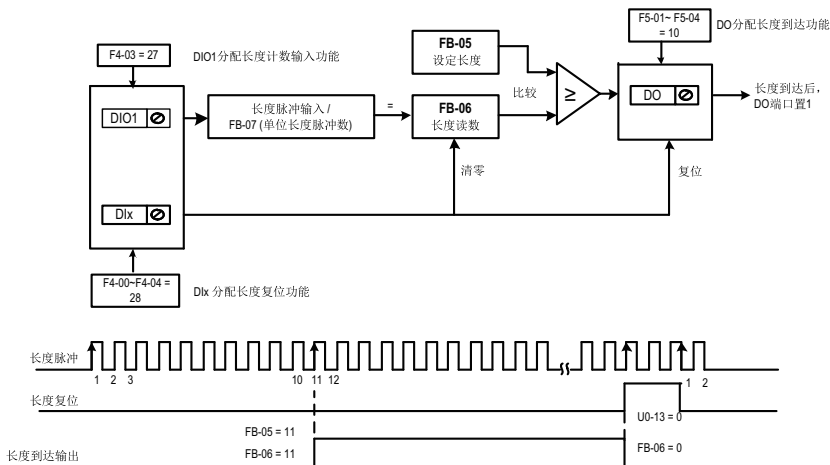 F4-03 = 27
DIO1分配长度计数输入功能
FB-05
设定长度
F5-01~ F5-04
= 10
DO分配长度到达功能
DIO1
长度脉冲输入 /
FB-07 (单位长度脉冲数)
=
FB-06
长度读数
比较
≥
DO
长度到达后，
DO端口置1
清零
复位
DIx
F4-00~F4-04 =
28
DIx 分配长度复位功能
长度脉冲
1 2 3 10 11 12 1 2
长度复位
U0-13 = 0
FB-05 = 11
FB-06 = 11
FB-06 = 0
长度到达输出